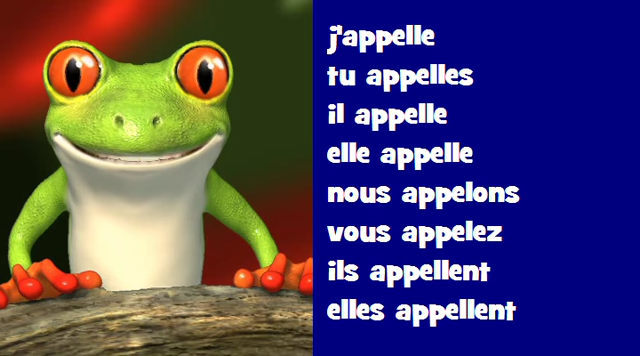 j'appelle
tu appelles
il appelle
elle appelle
nous appelons
vous appelez
ils appellent
elles appellent